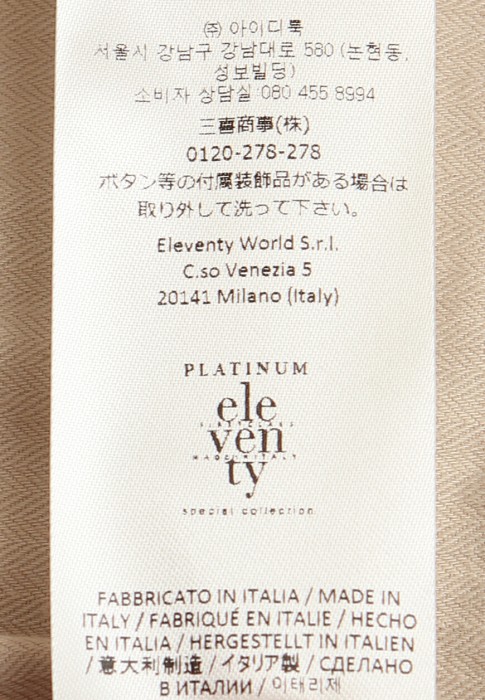 ㈜ 아이디룩
서울시 강남구 강남대로 580 (논현동,
성보빌딩)
소비자 상담실 080 455 8994
三喜商事(株)
0120-278-278
ボタン等の付属装飾品がある場合は
取り外して洗って下さい。
Eleventy World S.r.l.
C.so Venezia 5
20141 Milano (Italy)
PLATINUM
ele
ven
MADE IN ITALY
ty
special collection
FABBRICATO IN ITALIA / MADE IN
ITALY / FABRIQUÉ EN ITALIE / HECHO
EN ITALIA / HERGESTELLT IN ITALIEN
/ 意大利制造 / イタリア製 / СДЕЛАНО
В ИТАЛИИ / 이태리제